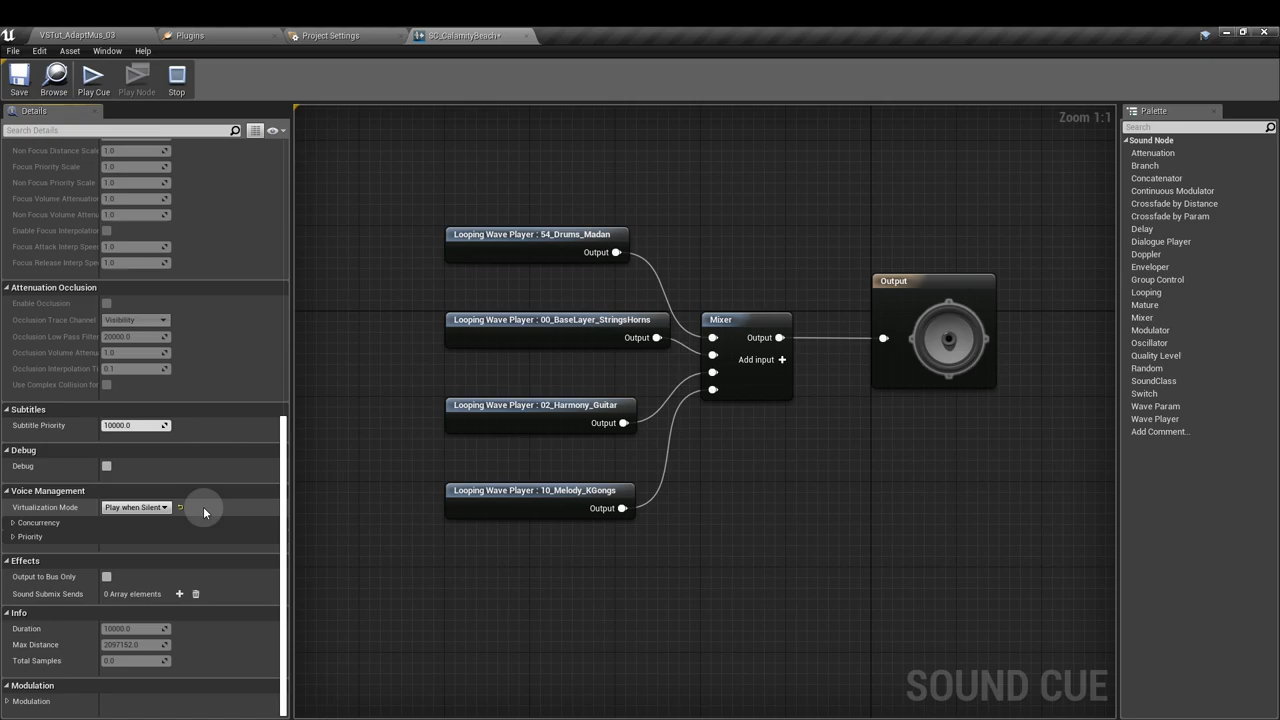 VSTut_AdaptMus_03
Plugins
Project Settings
SC_CalamityBeach*
File Edit Asset Window Help
Save Browse Play Cue Play Node Stop
Details
Search Details
Non Focus Distance Scale 1.0
Focus Priority Scale 1.0
Non Focus Priority Scale 1.0
Focus Volume Attenuation 1.0
Non Focus Volume Attenu 1.0
Enable Focus Interpolation
Focus Attack Interp Speed 1.0
Focus Release Interp Spe 1.0
Attenuation Occlusion
Enable Occlusion
Occlusion Trace Channel Visibility
Occlusion Low Pass Filter 20000.0
Occlusion Volume Attenu 1.0
Occlusion Interpolation Ti 0.1
Use Complex Collision for
Subtitles
Subtitle Priority 10000.0
Debug
Debug
Voice Management
Virtualization Mode Play when Silent
Concurrency
Priority
Effects
Output to Bus Only
Sound Submix Sends 0 Array elements
Info
Duration 10000.0
Max Distance 2097152.0
Total Samples 0.0
Modulation
Modulation
Zoom 1:1
Looping Wave Player : 54_Drums_Madan
Output
Looping Wave Player : 00_BaseLayer_StringsHorns
Output
Looping Wave Player : 02_Harmony_Guitar
Output
Looping Wave Player : 10_Melody_KGongs
Output
Mixer
Output
Add input
Output
SOUND CUE
Palette
Search
Sound Node
Attenuation
Branch
Concatenator
Continuous Modulator
Crossfade by Distance
Crossfade by Param
Delay
Dialogue Player
Doppler
Enveloper
Group Control
Looping
Mature
Mixer
Modulator
Oscillator
Quality Level
Random
SoundClass
Switch
Wave Param
Wave Player
Add Comment...